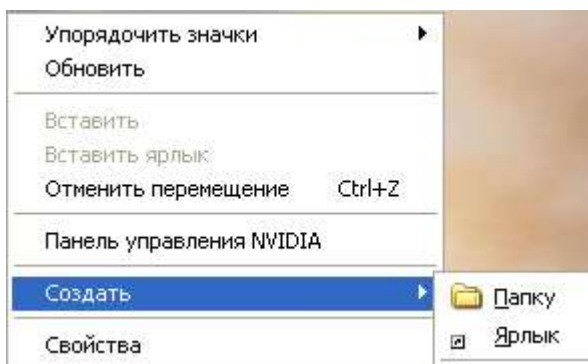 Упорядочить значки
Обновить
Вставить
Вставить ярлык
Отменить перемещение Ctrl+Z
Панель управления NVIDIA
Создать
Папку
Ярлык
Свойства